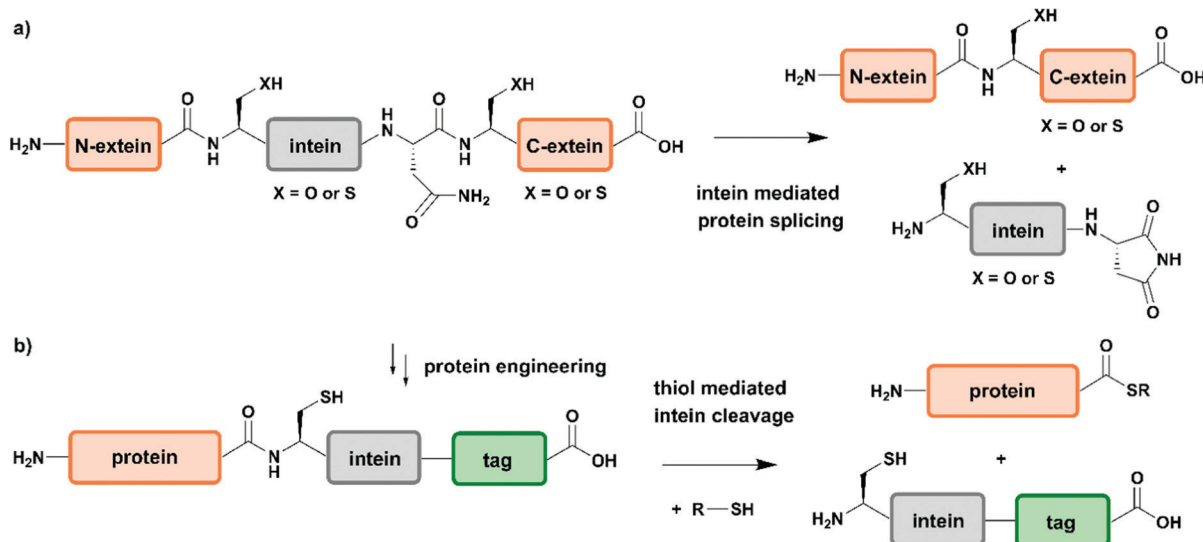 a)
H₂N
N-extein
O
N
H
XH
intein
X = O or S
H
N
O
NH₂
O
N
H
XH
C-extein
X = O or S
O
OH
intein mediated
protein splicing
H₂N
N-extein
O
N
H
XH
C-extein
X = O or S
O
OH
+
XH
H₂N
intein
X = O or S
H
N
O
NH
O
b)
protein engineering
H₂N
protein
O
N
H
SH
intein
tag
O
OH
thiol mediated
intein cleavage
+ R—SH
H₂N
protein
O
SR
+
SH
H₂N
intein
tag
O
OH